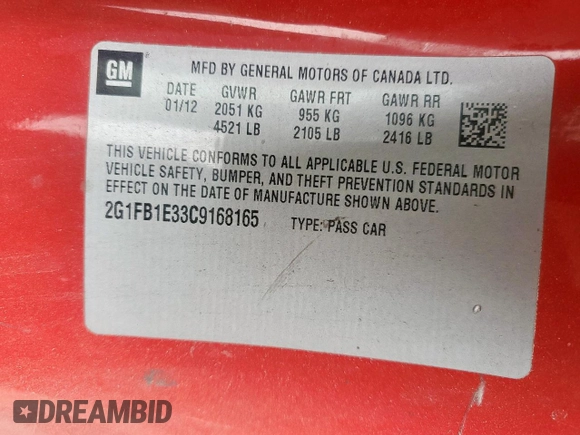 GM
MFD BY GENERAL MOTORS OF CANADA LTD.
DATE GVWR GAWR FRT GAWR RR
01/12 2051 KG 955 KG 1096 KG
4521 LB 2105 LB 2416 LB
THIS VEHICLE CONFORMS TO ALL APPLICABLE U.S. FEDERAL MOTOR
VEHICLE SAFETY, BUMPER, AND THEFT PREVENTION STANDARDS IN
EFFECT ON THE DATE OF MANUFACTURE SHOWN ABOVE.
2G1FB1E33C9168165 TYPE: PASS CAR
DREAMBID